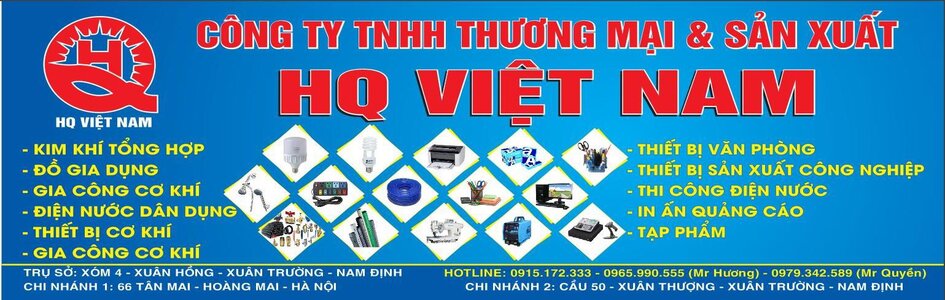 CÔNG TY TNHH THƯƠNG MẠI & SẢN XUẤT
HQ VIỆT NAM
HQ VIỆT NAM
- KIM KHÍ TỔNG HỢP
- ĐỒ GIA DỤNG
- GIA CÔNG CƠ KHÍ
- ĐIỆN NƯỚC DÂN DỤNG
- THIẾT BỊ CƠ KHÍ
- GIA CÔNG CƠ KHÍ
- THIẾT BỊ VĂN PHÒNG
- THIẾT BỊ SẢN XUẤT CÔNG NGHIỆP
- THI CÔNG ĐIỆN NƯỚC
- IN ẤN QUẢNG CÁO
- TẠP PHẨM
TRỤ SỞ: XÓM 4 - XUÂN HỒNG - XUÂN TRƯỜNG - NAM ĐỊNH
CHI NHÁNH 1: 66 TÂN MAI - HOÀNG MAI - HÀ NỘI
HOTLINE: 0915.172.333 - 0965.990.555 (Mr Hương) - 0979.342.589 (Mr Quyền)
CHI NHÁNH 2: CẦU 50 - XUÂN THƯỢNG - XUÂN TRƯỜNG - NAM ĐỊNH